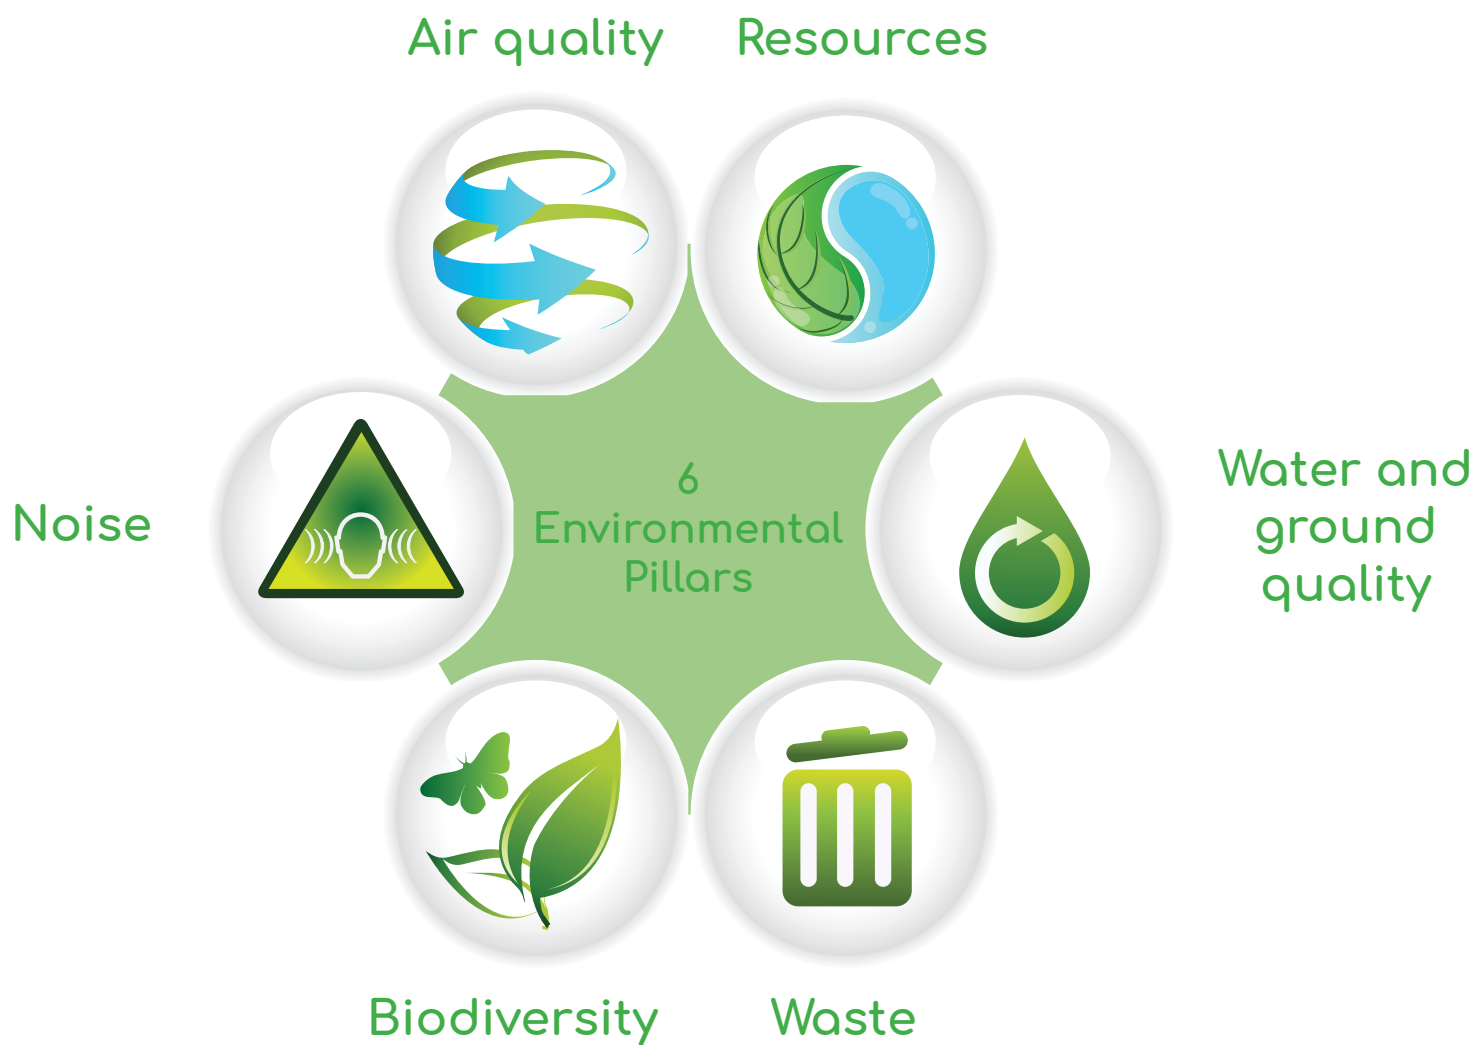 Air quality
Resources
Noise
6
Environmental
Pillars
Water and
ground
quality
Biodiversity
Waste